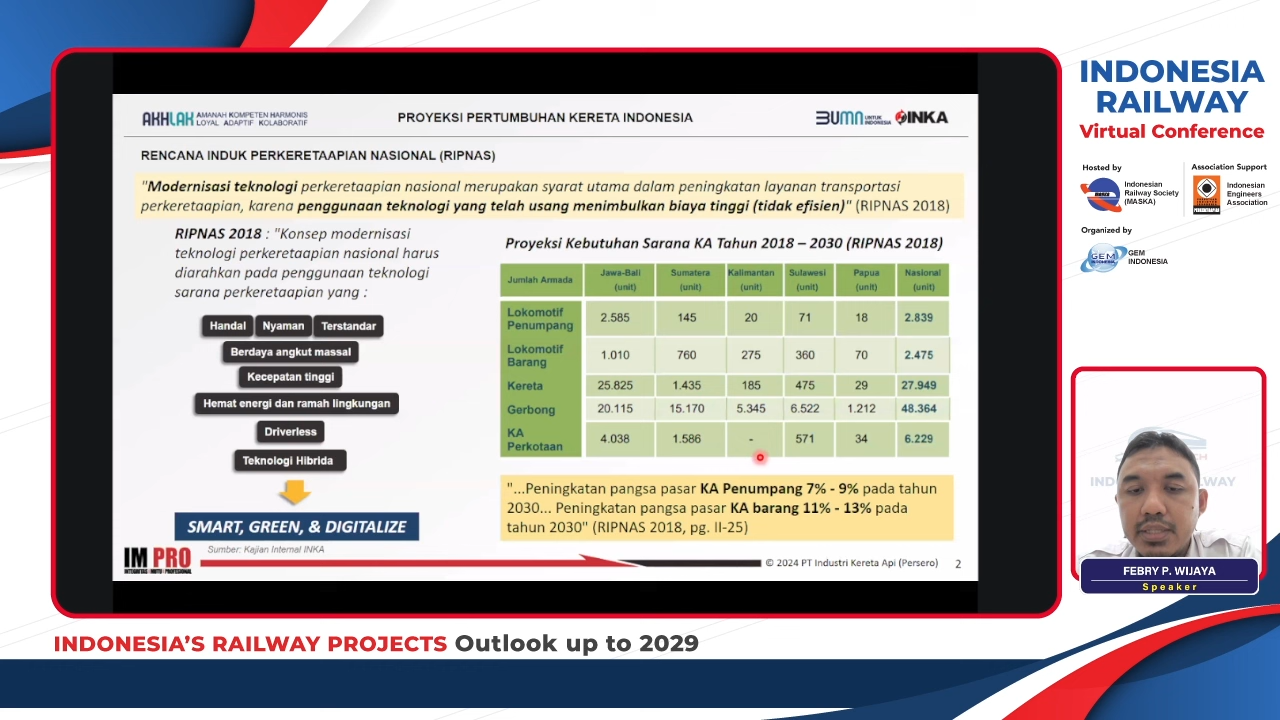 AKHLAK AMANAH KOMPETEN HARMONIS
LOYAL ADAPTIF KOLABORATIF
PROYEKSI PERTUMBUHAN KERETA INDONESIA
BUMN UNTUK INDONESIA INKA
RENCANA INDUK PERKERETAAPIAN NASIONAL (RIPNAS)
"Modernisasi teknologi perkeretaapian nasional merupakan syarat utama dalam peningkatan layanan transportasi
perkeretaapian, karena penggunaan teknologi yang telah usang menimbulkan biaya tinggi (tidak efisien)" (RIPNAS 2018)
RIPNAS 2018 : "Konsep modernisasi
teknologi perkeretaapian nasional harus
diarahkan pada penggunaan teknologi
sarana perkeretaapian yang :
Handal Nyaman Terstandar
Berdaya angkut massal
Kecepatan tinggi
Hemat energi dan ramah lingkungan
Driverless
Teknologi Hibrida
SMART, GREEN, & DIGITALIZE
Sumber: Kajian Internal INKA
Proyeksi Kebutuhan Sarana KA Tahun 2018 – 2030 (RIPNAS 2018)
Jumlah Armada Jawa-Bali (unit) Sumatera (unit) Kalimantan (unit) Sulawesi (unit) Papua (unit) Nasional (unit)
Lokomotif Penumpang 2.585 145 20 71 18 2.839
Lokomotif Barang 1.010 760 275 360 70 2.475
Kereta 25.825 1.435 185 475 29 27.949
Gerbong 20.115 15.170 5.345 6.522 1.212 48.364
KA Perkotaan 4.038 1.586 - 571 34 6.229
"...Peningkatan pangsa pasar KA Penumpang 7% - 9% pada tahun
2030... Peningkatan pangsa pasar KA barang 11% - 13% pada
tahun 2030" (RIPNAS 2018, pg. II-25)
IM PRO
© 2024 PT Industri Kereta Api (Persero) 2
INDONESIA
RAILWAY
Virtual Conference
Hosted by
MASKA
Indonesian
Railway Society
(MASKA)
Association Support
Indonesian
Engineers
Association
Organized by
GEM
INDONESIA
GEM
INDONESIA
FEBRY P. WIJAYA
Speaker
INDONESIA'S RAILWAY PROJECTS Outlook up to 2029